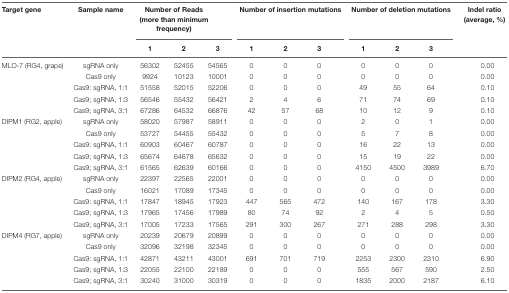 Target gene Sample name Number of Reads Number of insertion mutations Number of deletion mutations Indel ratio
(more than minimum (average, %)
frequency)
1 2 3 1 2 3 1 2 3
MLO-7 (RG4, grape) sgRNA only 56302 52455 54565 0 0 0 0 0 0 0.00
Cas9 only 9924 10123 10001 0 0 0 0 0 0 0.00
Cas9: sgRNA, 1:1 51558 52015 52206 0 0 0 49 55 64 0.10
Cas9; sgRNA, 1:3 56546 55432 56421 2 4 6 71 74 69 0.10
Cas9; sgRNA, 3:1 67286 64532 66876 42 57 68 10 12 9 0.10
DIPM1 (RG2, apple) sgRNA only 58020 57987 58911 0 0 0 2 0 1 0.00
Cas9 only 53727 54455 55432 0 0 0 5 7 8 0.00
Cas9: sgRNA, 1:1 60903 60467 60787 0 0 0 16 22 13 0.00
Cas9; sgRNA, 1:3 65674 64678 65632 0 0 0 15 19 22 0.00
Cas9; sgRNA, 3:1 61565 62639 60166 0 0 0 4150 4500 3989 6.70
DIPM2 (RG4, apple) sgRNA only 22397 22565 22001 0 0 0 0 0 0 0.00
Cas9 only 16021 17089 17345 0 0 0 0 0 0 0.00
Cas9: sgRNA, 1:1 17847 18945 17923 447 565 472 140 167 178 3.30
Cas9; sgRNA, 1:3 17965 17456 17989 80 74 92 2 4 5 0.50
Cas9; sgRNA, 3:1 17005 17233 17565 291 300 267 271 288 298 3.30
DIPM4 (RG7, apple) sgRNA only 20239 20679 20899 0 0 0 0 0 0 0.00
Cas9 only 32096 32198 32345 0 0 0 0 0 0 0.00
Cas9: sgRNA, 1:1 42871 43211 43001 691 701 719 2253 2300 2310 6.90
Cas9; sgRNA, 1:3 22055 22100 22189 0 0 0 555 567 590 2.50
Cas9; sgRNA, 3:1 30240 31000 30319 0 0 0 1835 2000 2187 6.10